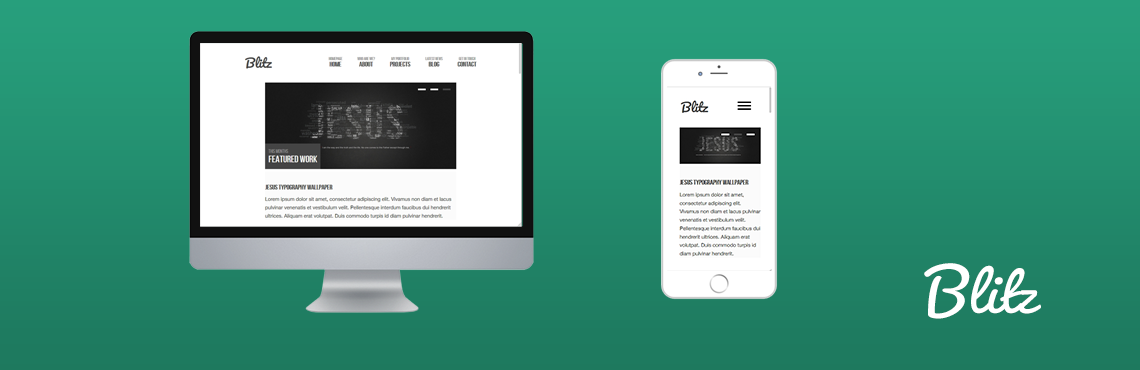 Blitz
HOME ABOUT PROJECTS BLOG CONTACT
JESUS
THIS MONTHS
FEATURED WORK
JESUS TYPOGRAPHY WALLPAPER
Lorem ipsum dolor sit amet, consectetur adipiscing elit. Vivamus non diam et lacus
pulvinar venenatis et vestibulum velit. Pellentesque interdum faucibus dui hendrerit
ultrices. Aliquam erat volutpat. Duis commodo turpis id diam pulvinar hendrerit.
Blitz
JESUS
JESUS TYPOGRAPHY WALLPAPER
Lorem ipsum dolor sit amet,
consectetur adipiscing elit. Vivamus
non diam et lacus pulvinar
venenatis et vestibulum velit.
Pellentesque interdum faucibus dui
hendrerit ultrices. Aliquam erat
volutpat. Duis commodo turpis id
diam pulvinar hendrerit.
Blitz